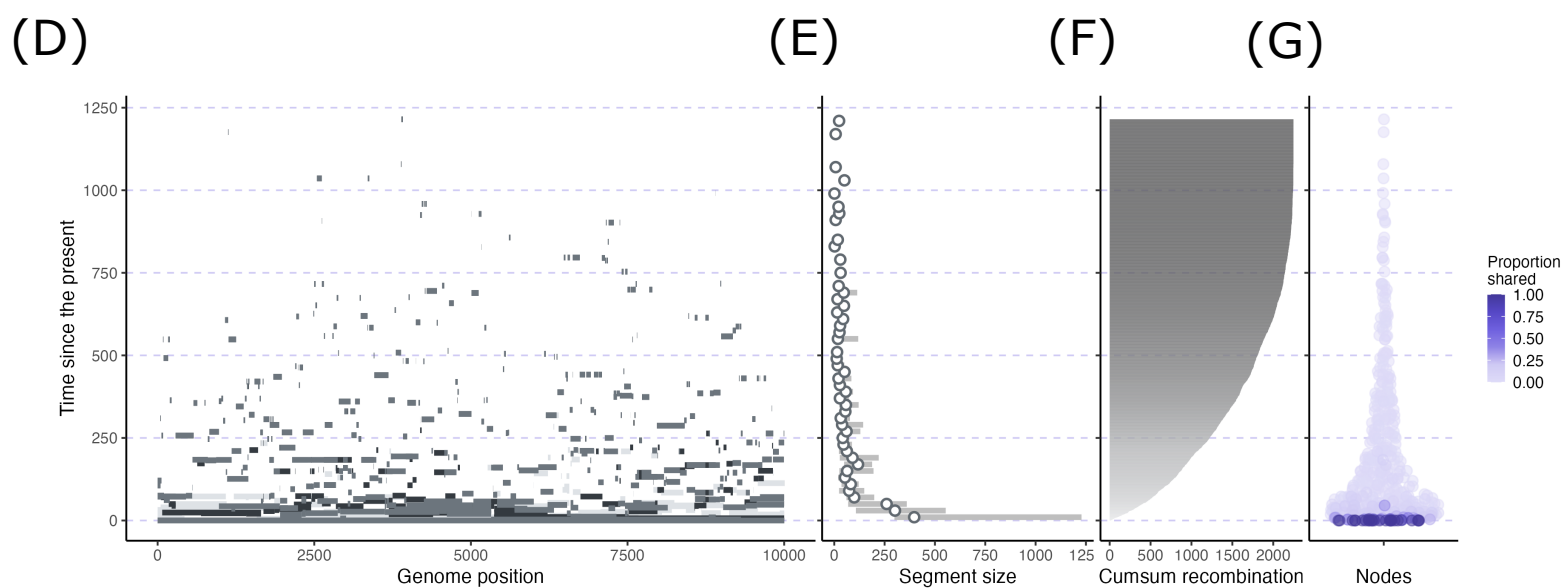 (D) (E) (F) (G)
1250
1000
750
500
250
0
Time since the present
0 2500 5000 7500 10000
Genome position
0 250 500 750 1000 125
Segment size
0 500 1000 1500 2000
Cumsum recombination
Nodes
Proportion
shared
1.00
0.75
0.50
0.25
0.00